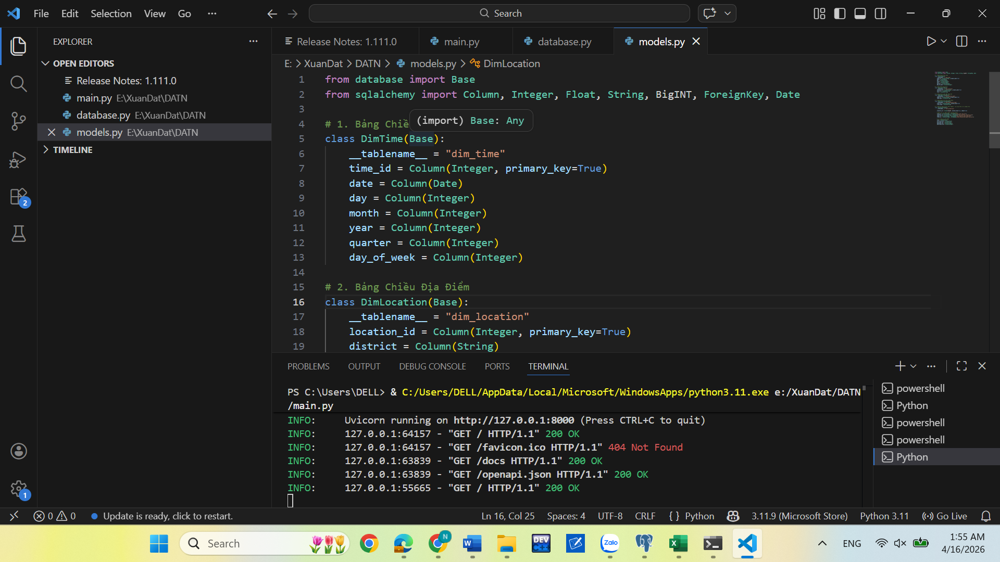 File Edit Selection View Go ···
Search
EXPLORER
OPEN EDITORS
Release Notes: 1.111.0
main.py E:\XuanDat\DATN
database.py E:\XuanDat\DATN
models.py E:\XuanDat\DATN
TIMELINE
2
1
Release Notes: 1.111.0 main.py database.py models.py
E: > XuanDat > DATN > models.py > DimLocation
1 from database import Base
2 from sqlalchemy import Column, Integer, Float, String, BigINT, ForeignKey, Date
3
(import) Base: Any
4 # 1. Bảng Chiề
5 class DimTime(Base):
6 __tablename__ = "dim_time"
7 time_id = Column(Integer, primary_key=True)
8 date = Column(Date)
9 day = Column(Integer)
10 month = Column(Integer)
11 year = Column(Integer)
12 quarter = Column(Integer)
13 day_of_week = Column(Integer)
14
15 # 2. Bảng Chiều Địa Điểm
16 class DimLocation(Base):
17 __tablename__ = "dim_location"
18 location_id = Column(Integer, primary_key=True)
19 district = Column(String)
PROBLEMS OUTPUT DEBUG CONSOLE PORTS TERMINAL
PS C:\Users\DELL> & C:/Users/DELL/AppData/Local/Microsoft/WindowsApps/python3.11.exe e:/XuanDat/DATN
/main.py
INFO: Uvicorn running on http://127.0.0.1:8000 (Press CTRL+C to quit)
INFO: 127.0.0.1:64157 - "GET / HTTP/1.1" 200 OK
INFO: 127.0.0.1:64157 - "GET /favicon.ico HTTP/1.1" 404 Not Found
INFO: 127.0.0.1:63839 - "GET /docs HTTP/1.1" 200 OK
INFO: 127.0.0.1:63839 - "GET /openapi.json HTTP/1.1" 200 OK
INFO: 127.0.0.1:55665 - "GET / HTTP/1.1" 200 OK
powershell
Python
powershell
powershell
Python
0 0 Update is ready, click to restart. Ln 16, Col 25 Spaces: 4 UTF-8 CRLF { } Python 3.11.9 (Microsoft Store) Python 3.11 Go Live
Search N W DEV C++ Zalo X ENG 1:55 AM
4/16/2026